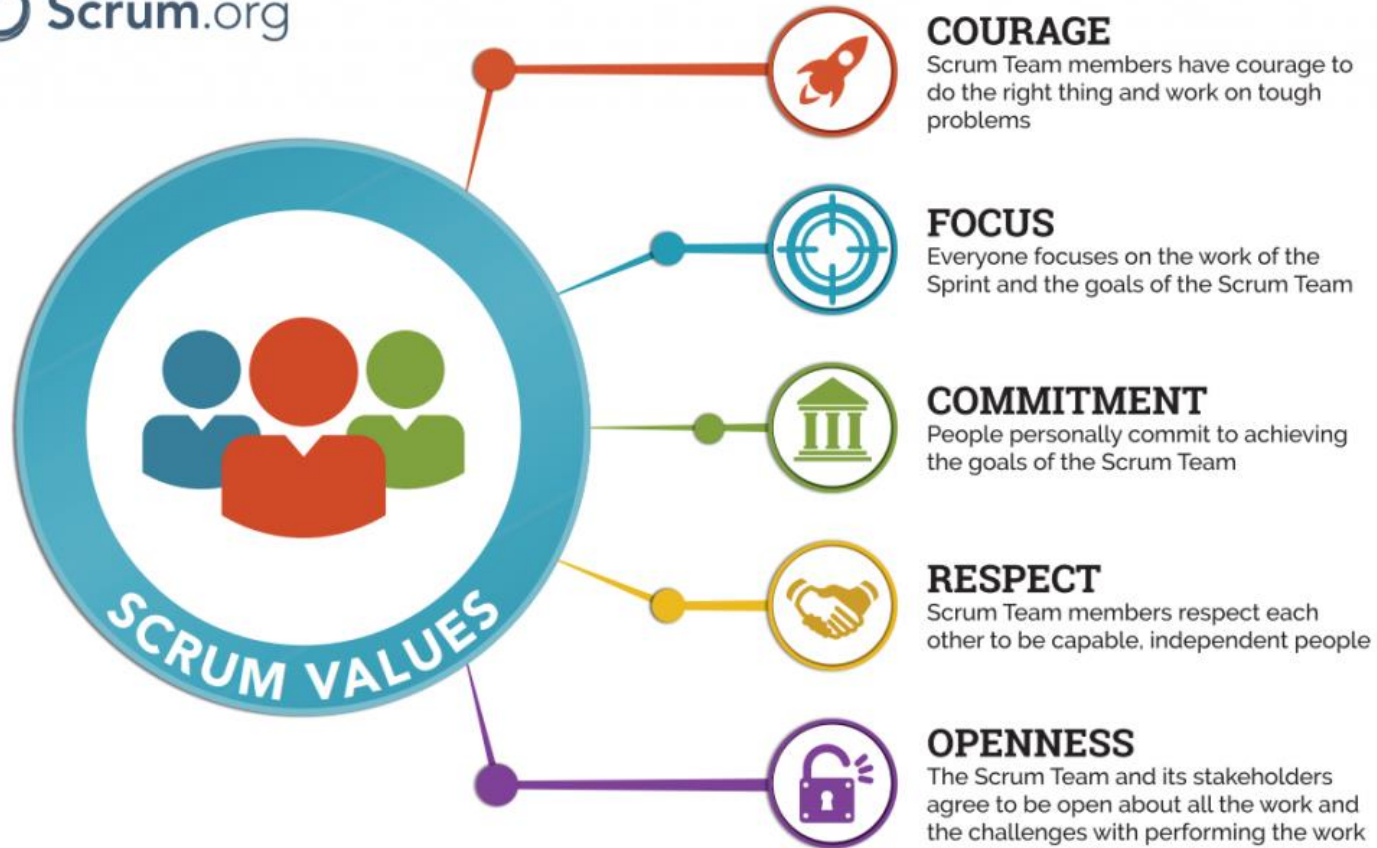 Scrum.org
COURAGE
Scrum Team members have courage to
do the right thing and work on tough
problems
FOCUS
Everyone focuses on the work of the
Sprint and the goals of the Scrum Team
COMMITMENT
People personally commit to achieving
the goals of the Scrum Team
RESPECT
Scrum Team members respect each
other to be capable, independent people
OPENNESS
The Scrum Team and its stakeholders
agree to be open about all the work and
the challenges with performing the work
SCRUM VALUES